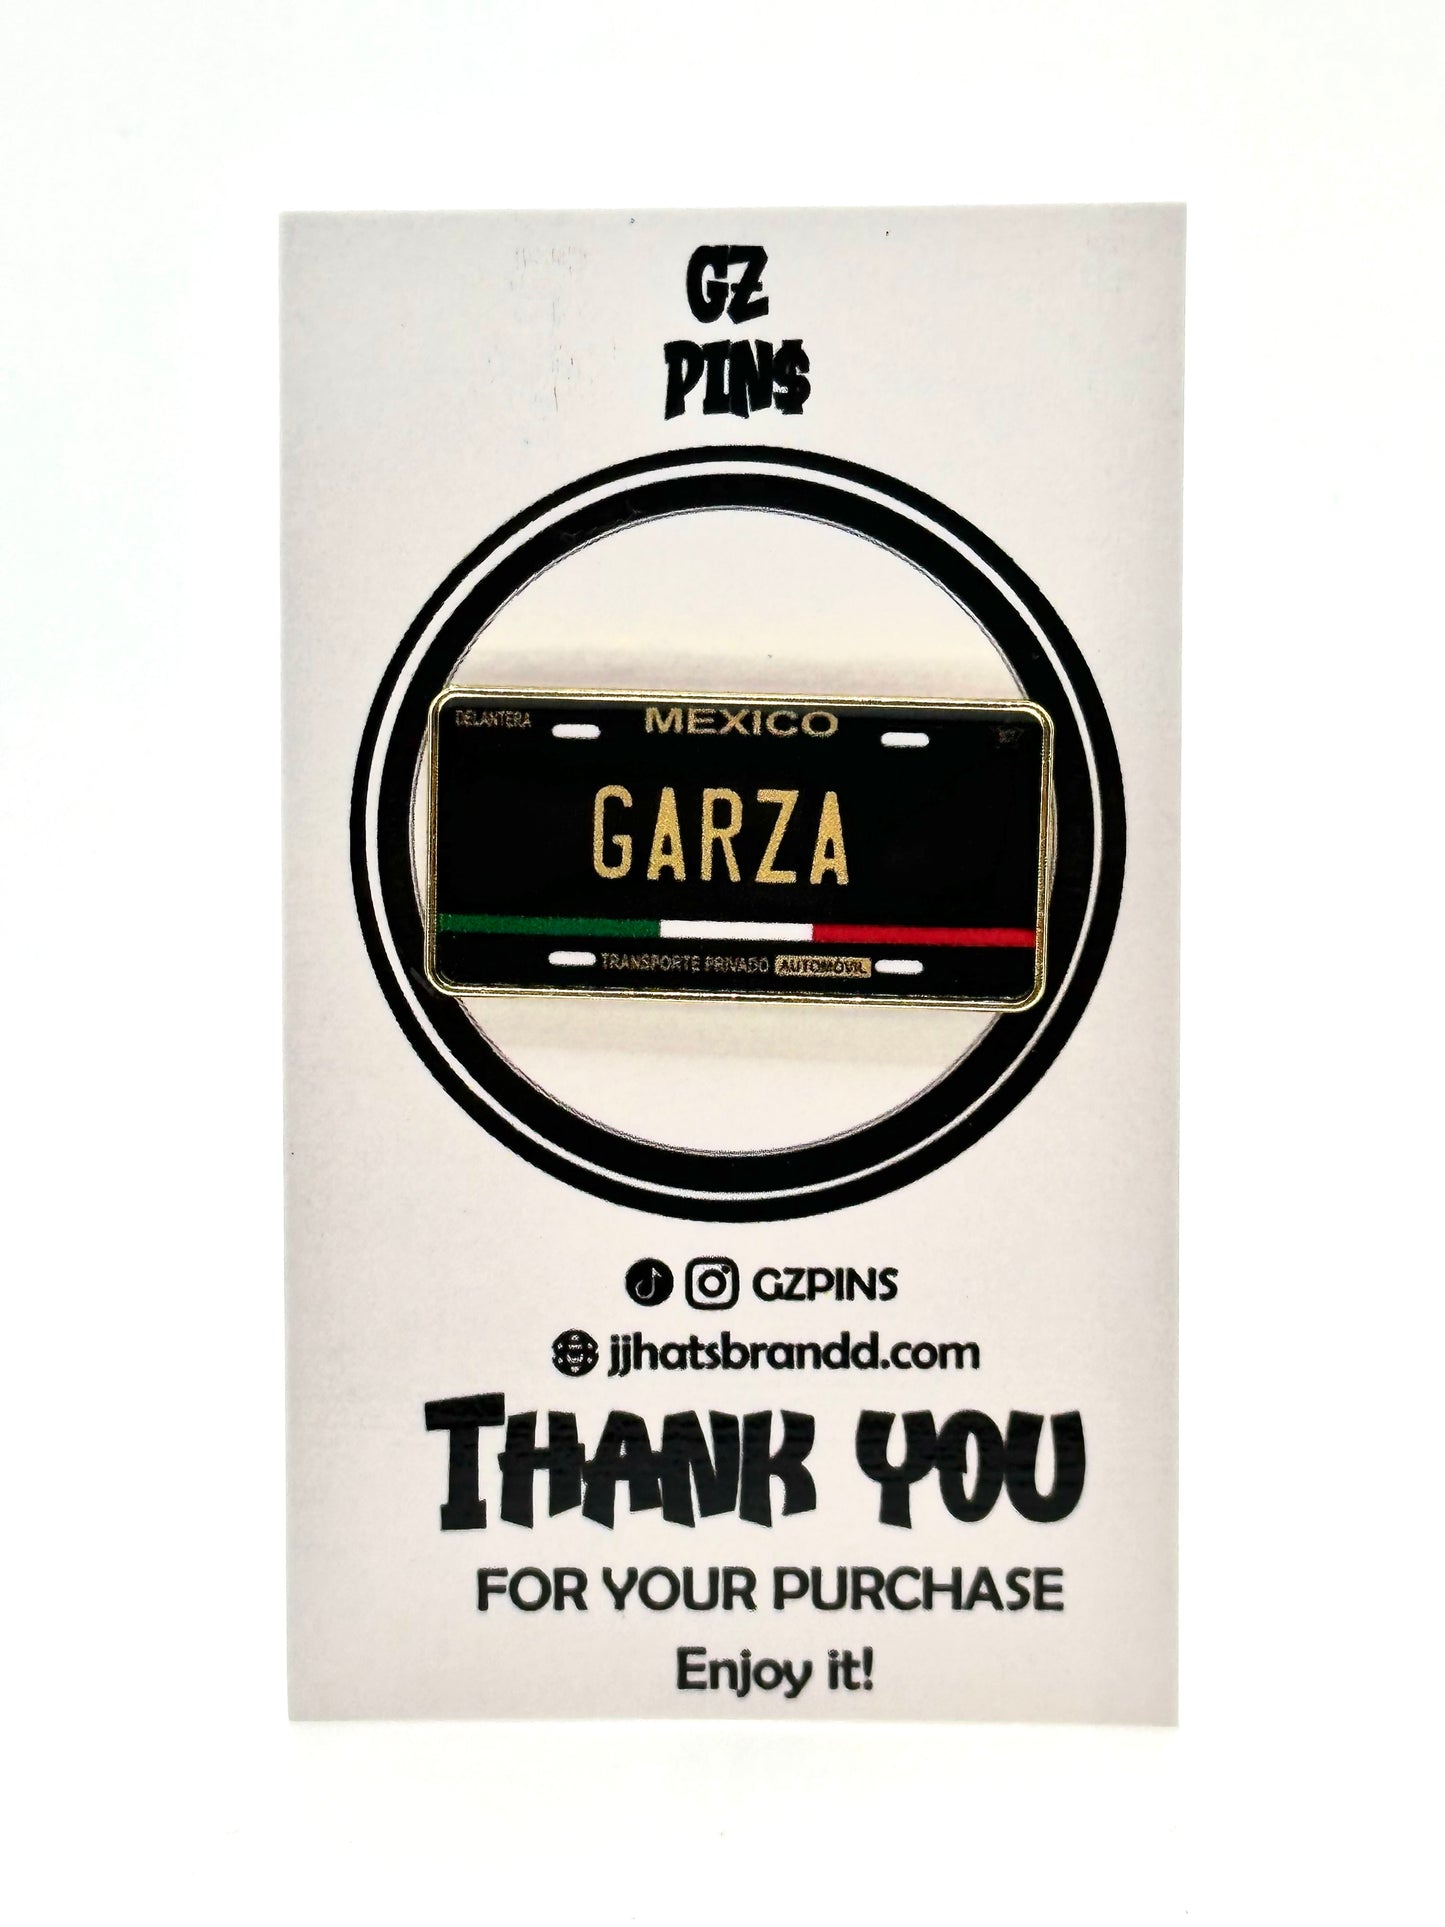 GZ
PIN$
DELANTERA MEXICO
GARZA
TRANSPORTE PRIVADO AUTOMOVIL
GZPINS
jjhatsbrandd.com
THANK YOU
FOR YOUR PURCHASE
Enjoy it!